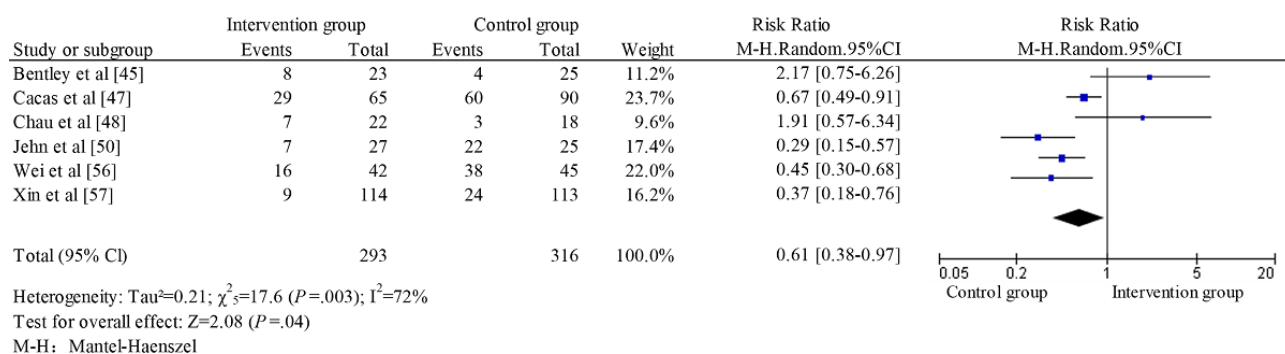 Intervention group Control group Risk Ratio Risk Ratio
Study or subgroup Events Total Events Total Weight M-H.Random.95%CI M-H.Random.95%CI
Bentley et al [45] 8 23 4 25 11.2% 2.17 [0.75-6.26]
Cacas et al [47] 29 65 60 90 23.7% 0.67 [0.49-0.91]
Chau et al [48] 7 22 3 18 9.6% 1.91 [0.57-6.34]
Jehn et al [50] 7 27 22 25 17.4% 0.29 [0.15-0.57]
Wei et al [56] 16 42 38 45 22.0% 0.45 [0.30-0.68]
Xin et al [57] 9 114 24 113 16.2% 0.37 [0.18-0.76]
Total (95% Cl) 293 316 100.0% 0.61 [0.38-0.97]
0.05 0.2 1 5 20
Control group Intervention group
Heterogeneity: Tau²=0.21; χ²₅=17.6 (P=.003); I²=72%
Test for overall effect: Z=2.08 (P=.04)
M-H: Mantel-Haenszel